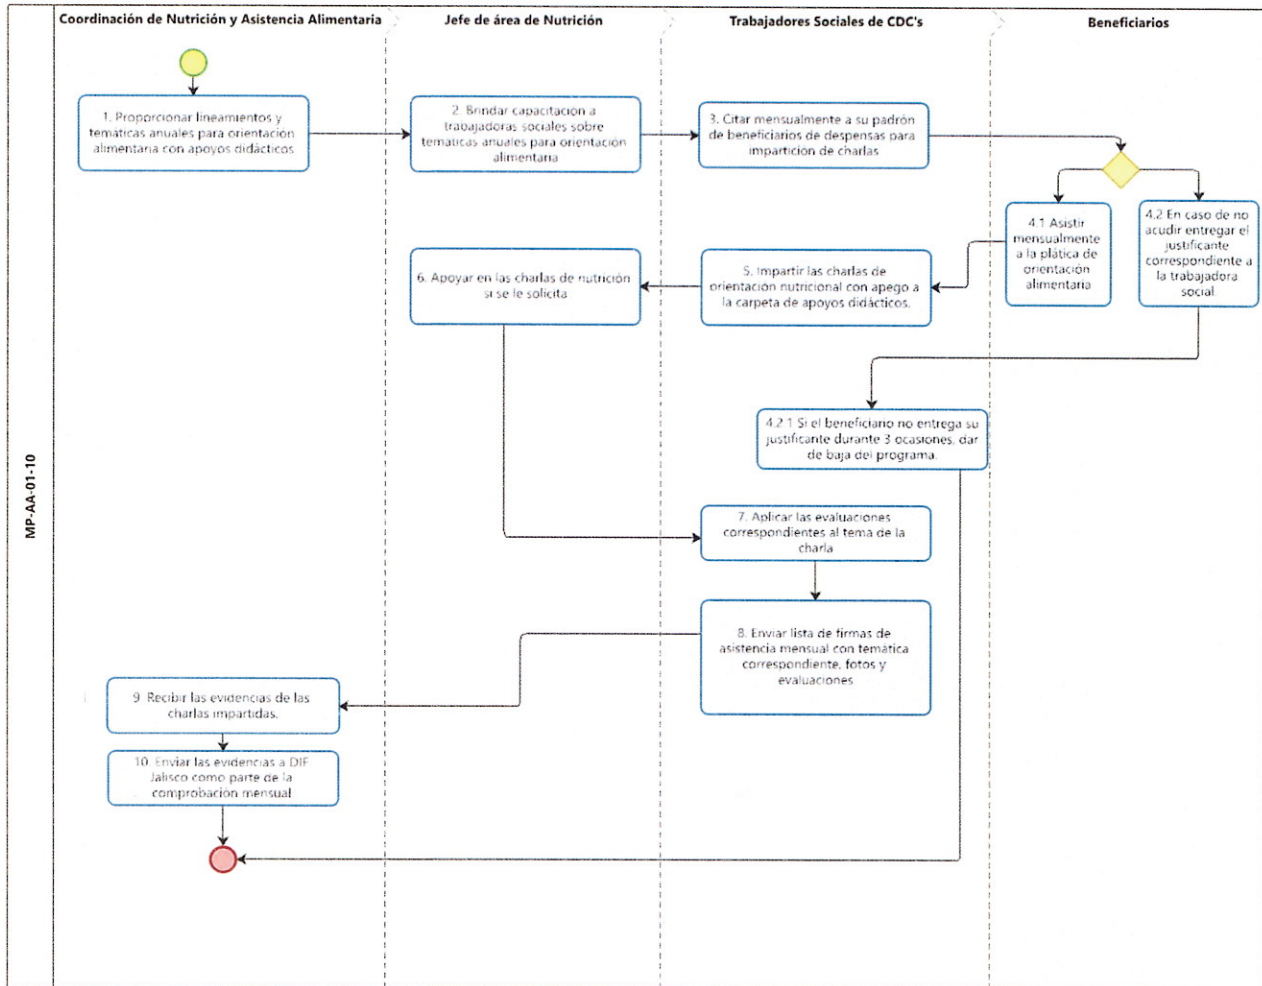 Coordinación de Nutrición y Asistencia Alimentaria
Jefe de área de Nutrición
Trabajadores Sociales de CDC's
Beneficiarios
MP-AA-01-10
1. Proporcionar lineamientos y
tematicas anuales para orientación
alimentaria con apoyos didácticos
2. Brindar capacitacion a
trabajadoras sociales sobre
tematicas anuales para orientación
alimentaria
3. Citar mensualmente a su padrón
de beneficiarios de despensas para
impartición de charlas
4.1 Asistir
mensualmente
a la plática de
orientación
alimentaria
4.2 En caso de no
acudir entregar el
justificante
correspondiente a
la trabajadora
social.
5. Impartir las charlas de
orientación nutricional con apego a
la carpeta de apoyos didácticos.
6. Apoyar en las charlas de nutrición
si se le solicita
4.2.1 Si el beneficiario no entrega su
justificante durante 3 ocasiones, dar
de baja del programa.
7. Aplicar las evaluaciones
correspondientes al tema de la
charla
8. Enviar lista de firmas de
asistencia mensual con temática
correspondiente, fotos y
evaluaciones
9. Recibir las evidencias de las
charlas impartidas.
10. Enviar las evidencias a DIF
Jalisco como parte de la
comprobación mensual